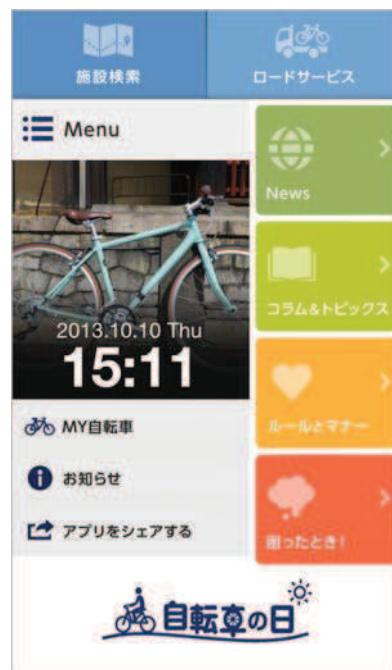 施設検索
ロードサービス
Menu
News
コラム&トピックス
2013.10.10 Thu
15:11
ルールとマナー
MY自転車
お知らせ
アプリをシェアする
困ったとき!
自転車の日